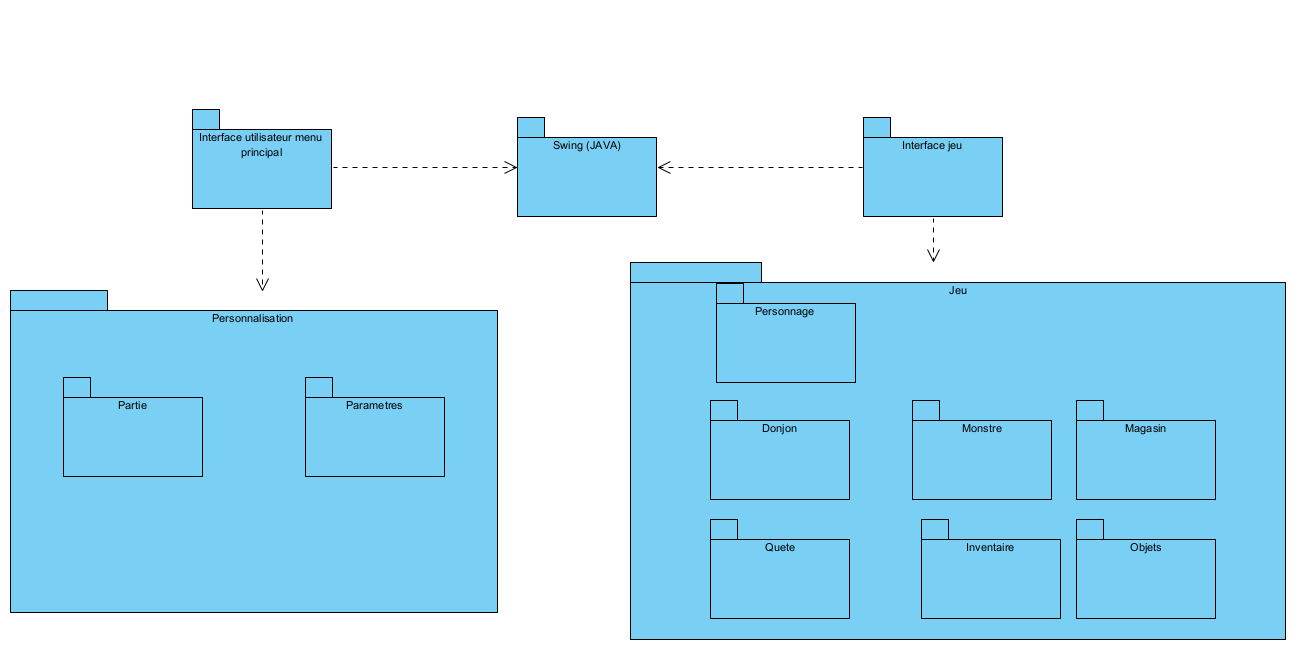 Interface utilisateur menu
principal
Swing (JAVA)
Interface jeu
Personnalisation
Partie
Parametres
Jeu
Personnage
Donjon
Monstre
Magasin
Quete
Inventaire
Objets